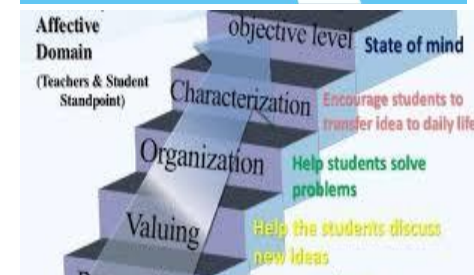 Affective
Domain
(Teachers & Student
Standpoint)
objective level
State of mind
Characterization
Encourage students to
transfer idea to daily life
Organization
Help students solve
problems
Valuing
Help the students discuss
new ideas